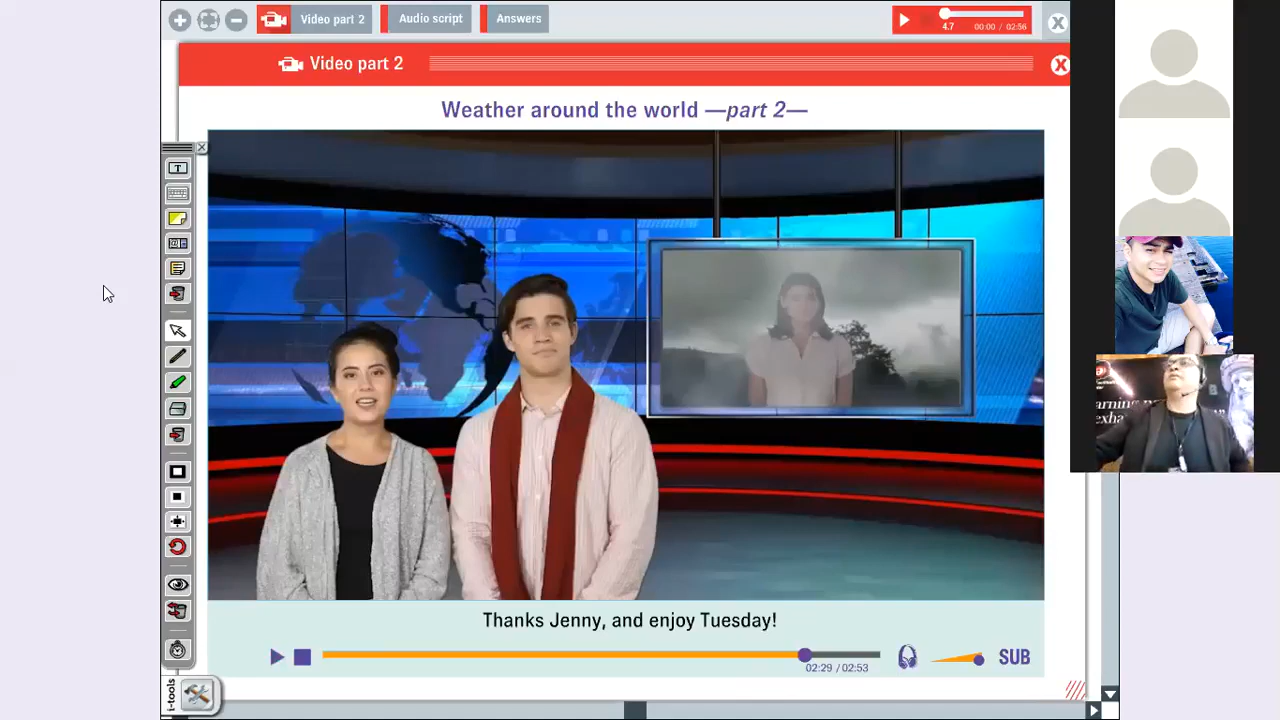 Video part 2
Audio script
Answers
4.7
00:00 / 02:56
X
Video part 2
X
Weather around the world —part 2—
T
Thanks Jenny, and enjoy Tuesday!
02:29 / 02:53
SUB
i-tools